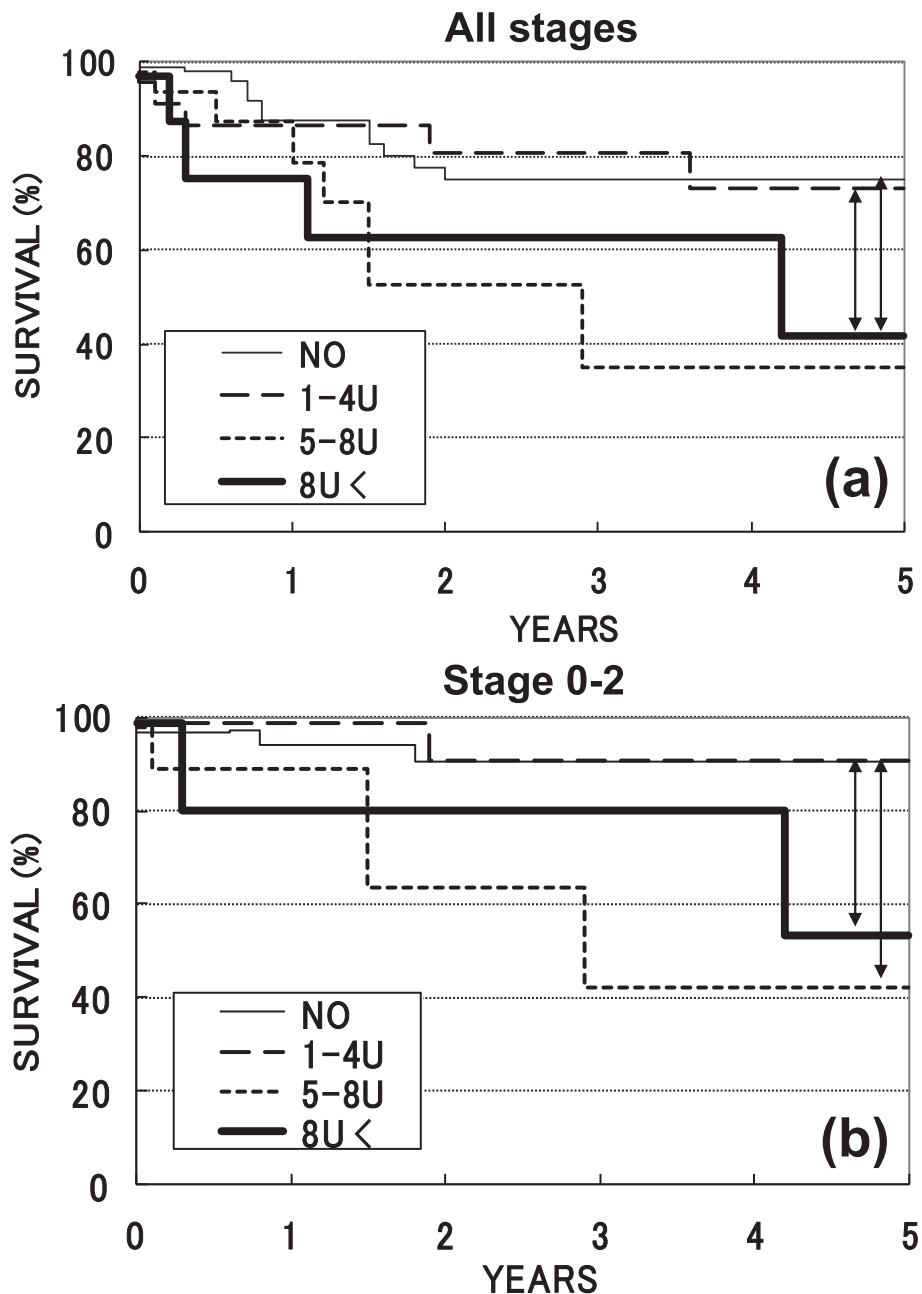 All stages
100
80
60
40
20
0
SURVIVAL (%)
NO
1-4U
5-8U
8U<
(a)
0 1 2 3 4 5
YEARS
Stage 0-2
100
80
60
40
20
0
SURVIVAL (%)
NO
1-4U
5-8U
8U<
(b)
0 1 2 3 4 5
YEARS